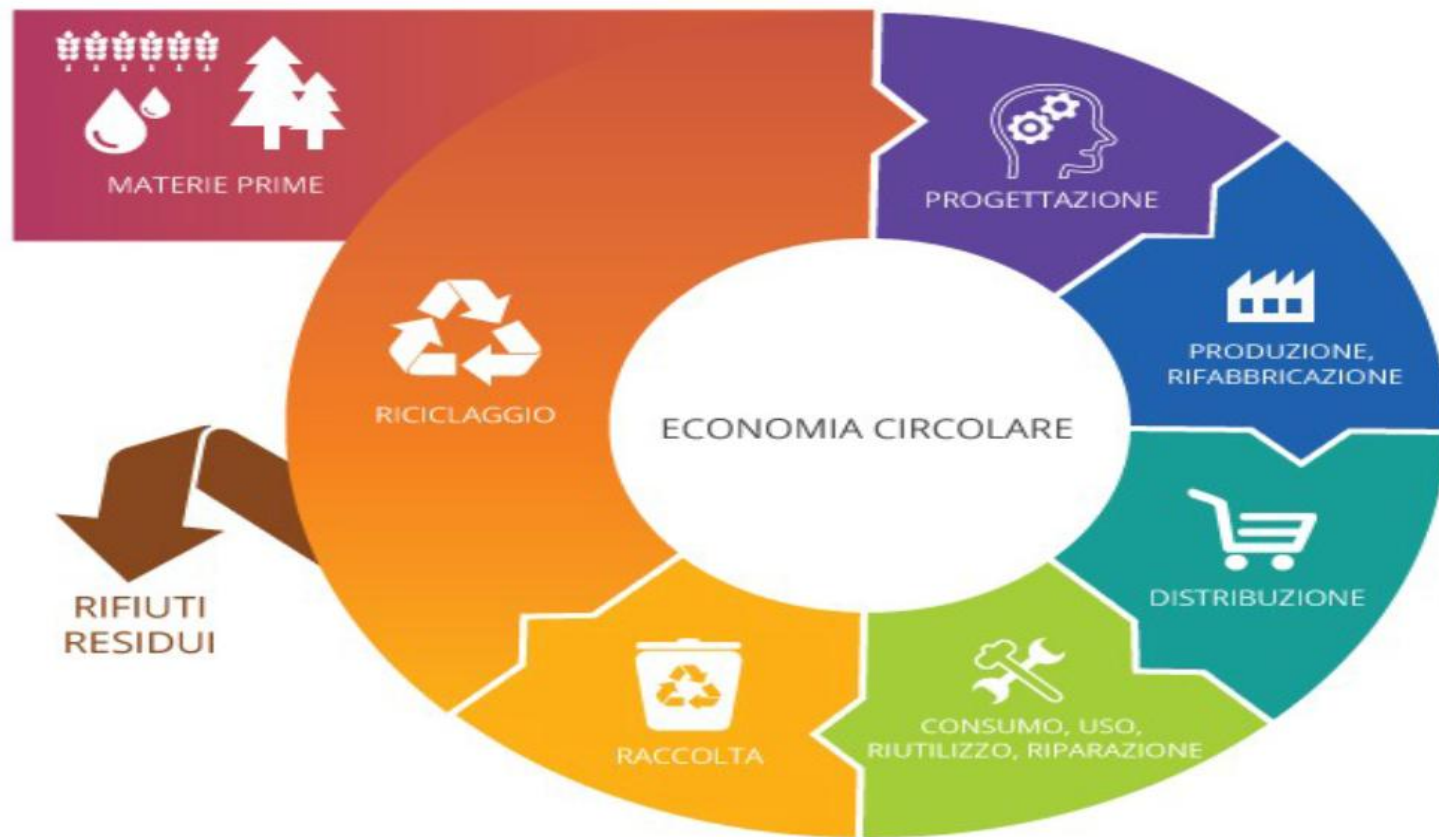 MATERIE PRIME
PROGETTAZIONE
PRODUZIONE,
RIFABBRICAZIONE
RICICLAGGIO
ECONOMIA CIRCOLARE
DISTRIBUZIONE
RIFIUTI
RESIDUI
CONSUMO, USO,
RIUTILIZZO, RIPARAZIONE
RACCOLTA